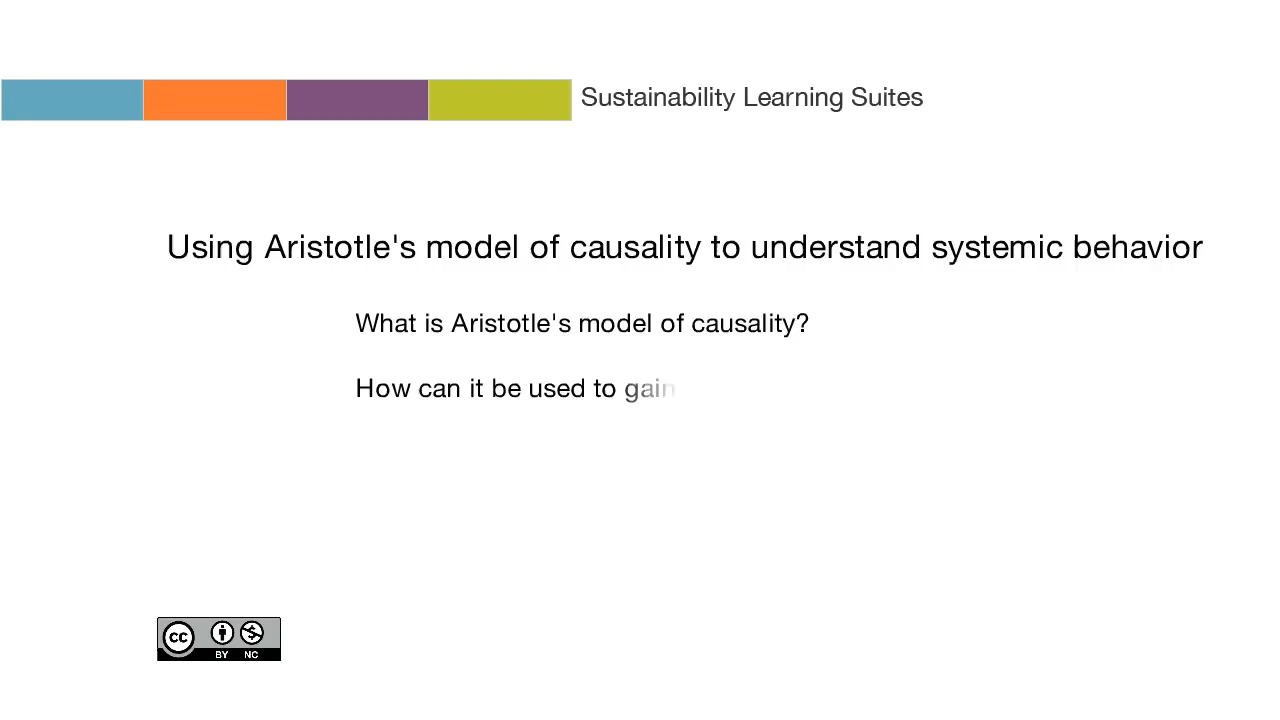 Sustainability Learning Suites
Using Aristotle's model of causality to understand systemic behavior
What is Aristotle's model of causality?
How can it be used to gain
CC BY NC